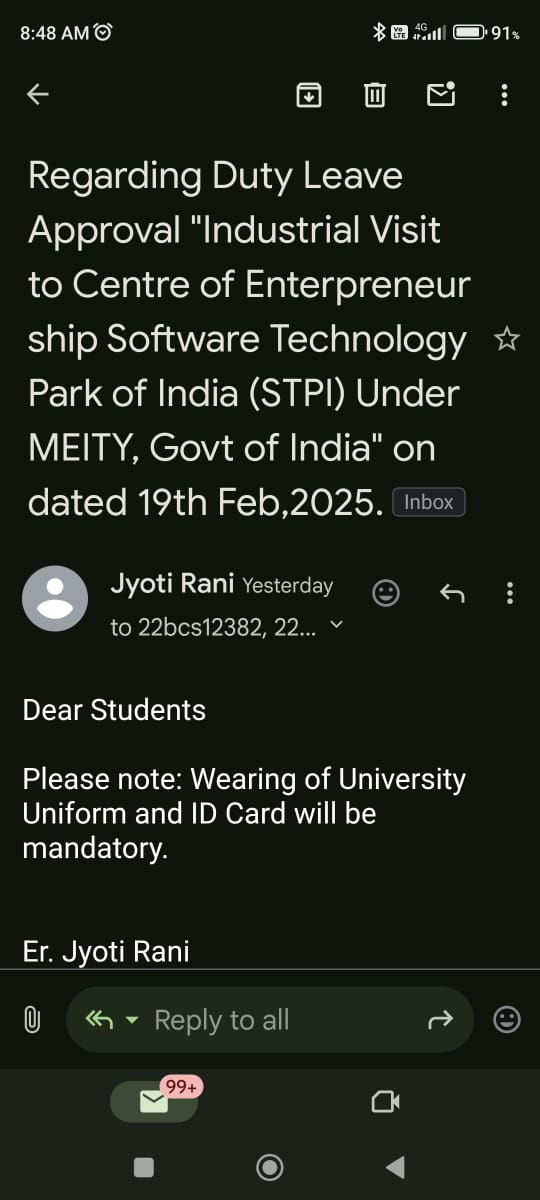 8:48 AM
Vo LTE 4G 91%
Regarding Duty Leave
Approval "Industrial Visit
to Centre of Enterpreneur
ship Software Technology
Park of India (STPI) Under
MEITY, Govt of India" on
dated 19th Feb,2025. Inbox
Jyoti Rani Yesterday
to 22bcs12382, 22...
Dear Students
Please note: Wearing of University
Uniform and ID Card will be
mandatory.
Er. Jyoti Rani
Reply to all
99+